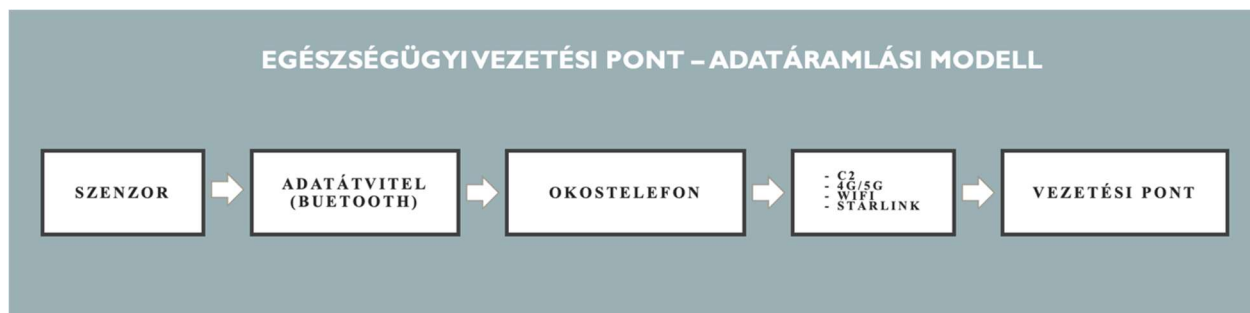 EGÉSZSÉGÜGYI VEZETÉSI PONT – ADATÁRAMLÁSI MODELL
SZENZOR
ADATÁTVITEL
(BUETOOTH)
OKOSTELEFON
- C2
- 4G/5G
- WIFI
- STARLINK
VEZETÉSI PONT